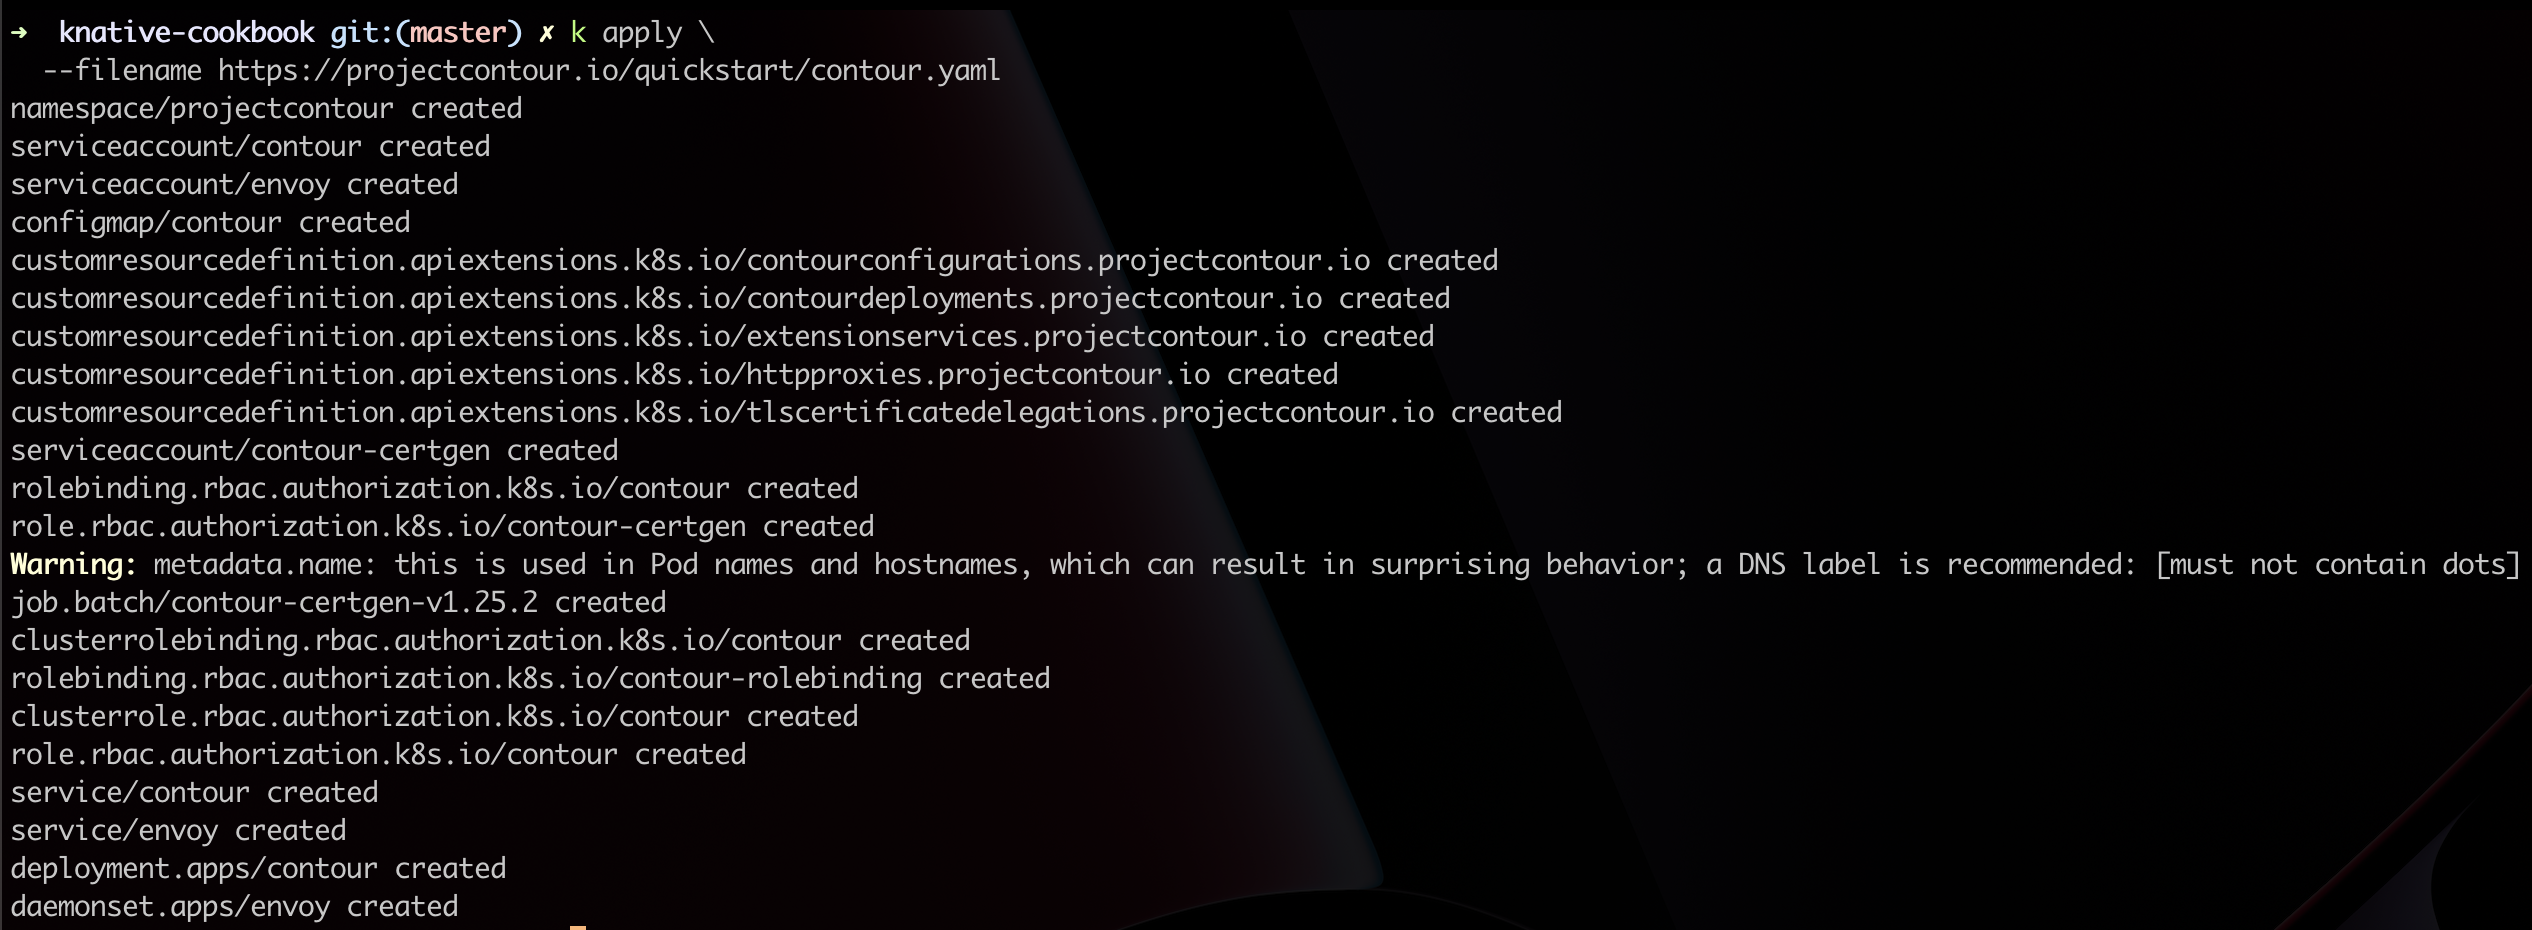 ➜  knative-cookbook git:(master) ✗ k apply \
  --filename https://projectcontour.io/quickstart/contour.yaml
namespace/projectcontour created
serviceaccount/contour created
serviceaccount/envoy created
configmap/contour created
customresourcedefinition.apiextensions.k8s.io/contourconfigurations.projectcontour.io created
customresourcedefinition.apiextensions.k8s.io/contourdeployments.projectcontour.io created
customresourcedefinition.apiextensions.k8s.io/extensionservices.projectcontour.io created
customresourcedefinition.apiextensions.k8s.io/httpproxies.projectcontour.io created
customresourcedefinition.apiextensions.k8s.io/tlscertificatedelegations.projectcontour.io created
serviceaccount/contour-certgen created
rolebinding.rbac.authorization.k8s.io/contour created
role.rbac.authorization.k8s.io/contour-certgen created
Warning: metadata.name: this is used in Pod names and hostnames, which can result in surprising behavior; a DNS label is recommended: [must not contain dots]
job.batch/contour-certgen-v1.25.2 created
clusterrolebinding.rbac.authorization.k8s.io/contour created
rolebinding.rbac.authorization.k8s.io/contour-rolebinding created
clusterrole.rbac.authorization.k8s.io/contour created
role.rbac.authorization.k8s.io/contour created
service/contour created
service/envoy created
deployment.apps/contour created
daemonset.apps/envoy created